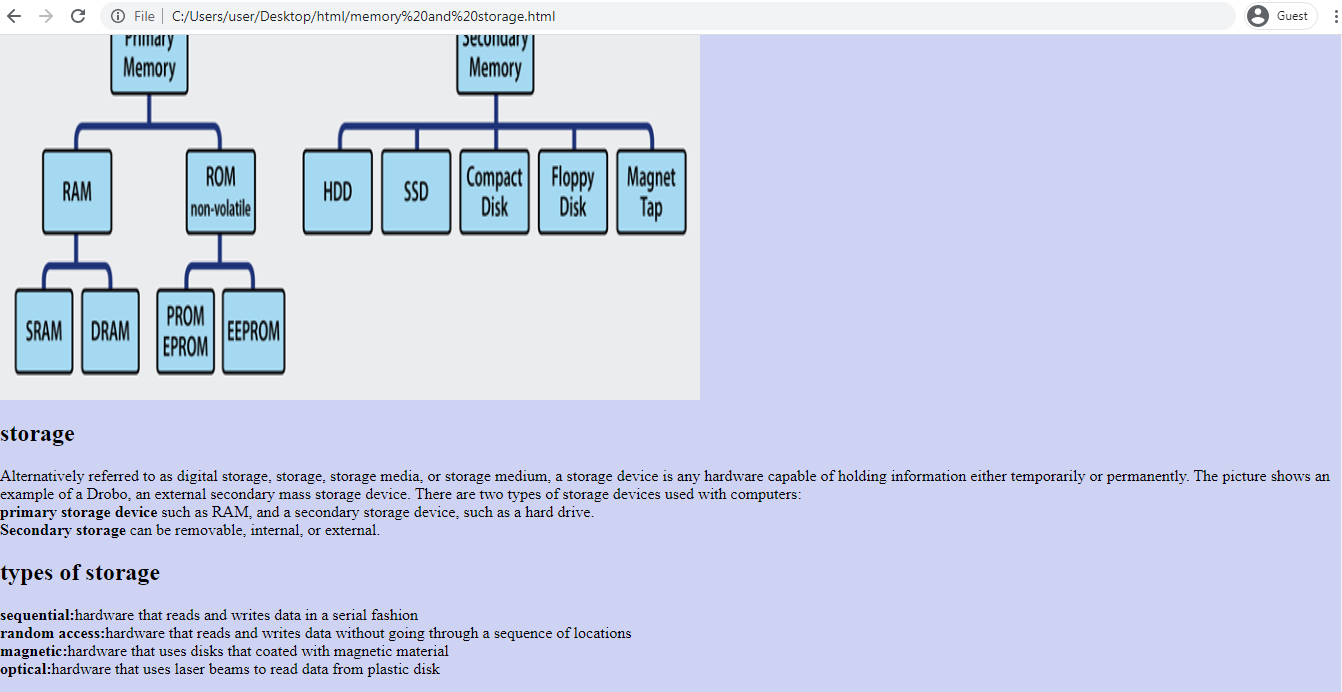 File
C:/Users/user/Desktop/html/memory%20and%20storage.html
Guest
Primary
Memory
Secondary
Memory
RAM
ROM
non-volatile
HDD
SSD
Compact
Disk
Floppy
Disk
Magnet
Tap
SRAM
DRAM
PROM
EPROM
EEPROM
storage
Alternatively referred to as digital storage, storage, storage media, or storage medium, a storage device is any hardware capable of holding information either temporarily or permanently. The picture shows an
example of a Drobo, an external secondary mass storage device. There are two types of storage devices used with computers:
primary storage device such as RAM, and a secondary storage device, such as a hard drive.
Secondary storage can be removable, internal, or external.
types of storage
sequential:hardware that reads and writes data in a serial fashion
random access:hardware that reads and writes data without going through a sequence of locations
magnetic:hardware that uses disks that coated with magnetic material
optical:hardware that uses laser beams to read data from plastic disk